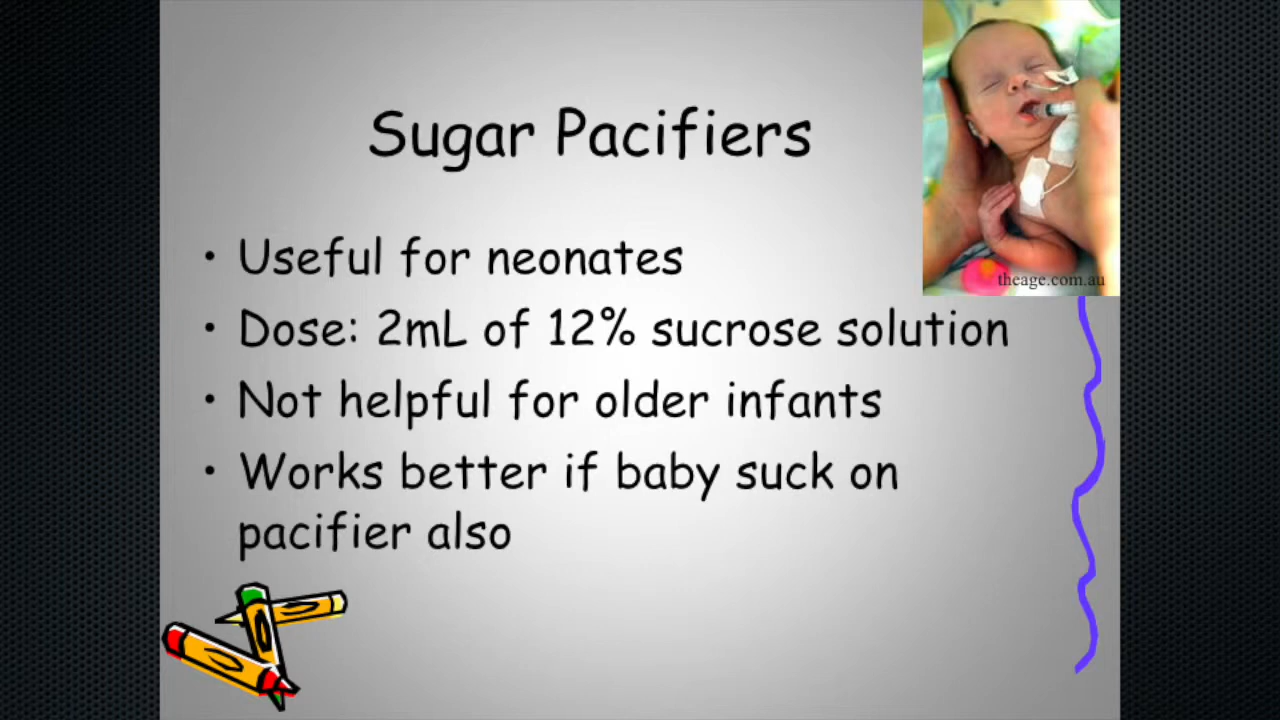 Sugar Pacifiers
theage.com.au
• Useful for neonates
• Dose: 2mL of 12% sucrose solution
• Not helpful for older infants
• Works better if baby suck on
pacifier also